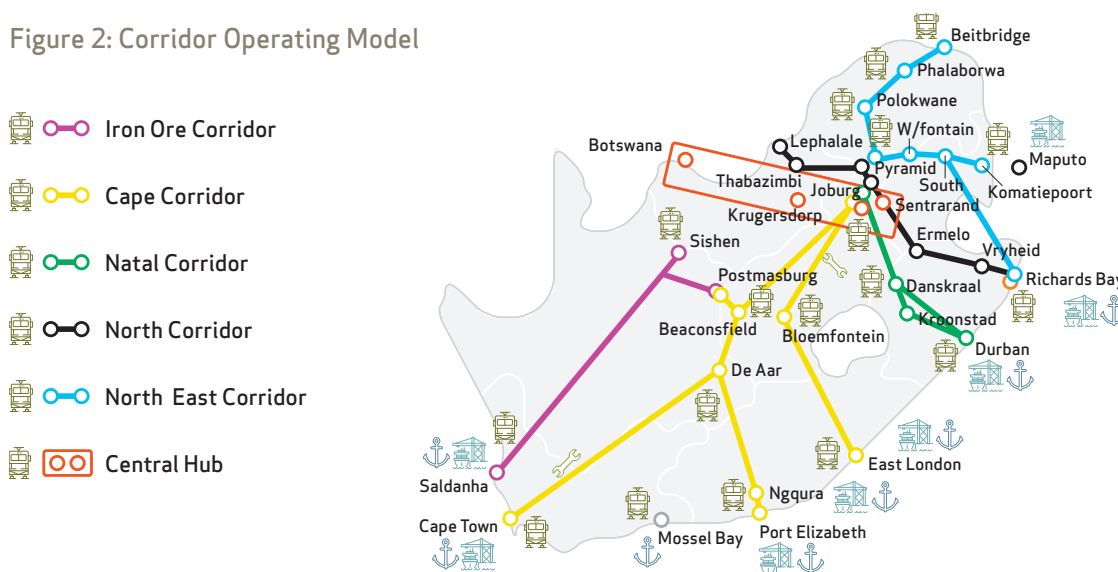 Figure 2: Corridor Operating Model
Iron Ore Corridor
Cape Corridor
Natal Corridor
North Corridor
North East Corridor
Central Hub
Beitbridge
Phalaborwa
Polokwane
W/fontain
Lephalale
Botswana
Maputo
Pyramid
Thabazimbi
South
Komatiepoort
Joburg
Sentrarand
Krugersdorp
Ermelo
Vryheid
Sishen
Postmasburg
Danskraal
Richards Bay
Kroonstad
Beaconsfield
Bloemfontein
Durban
De Aar
East London
Saldanha
Ngqura
Cape Town
Mossel Bay
Port Elizabeth